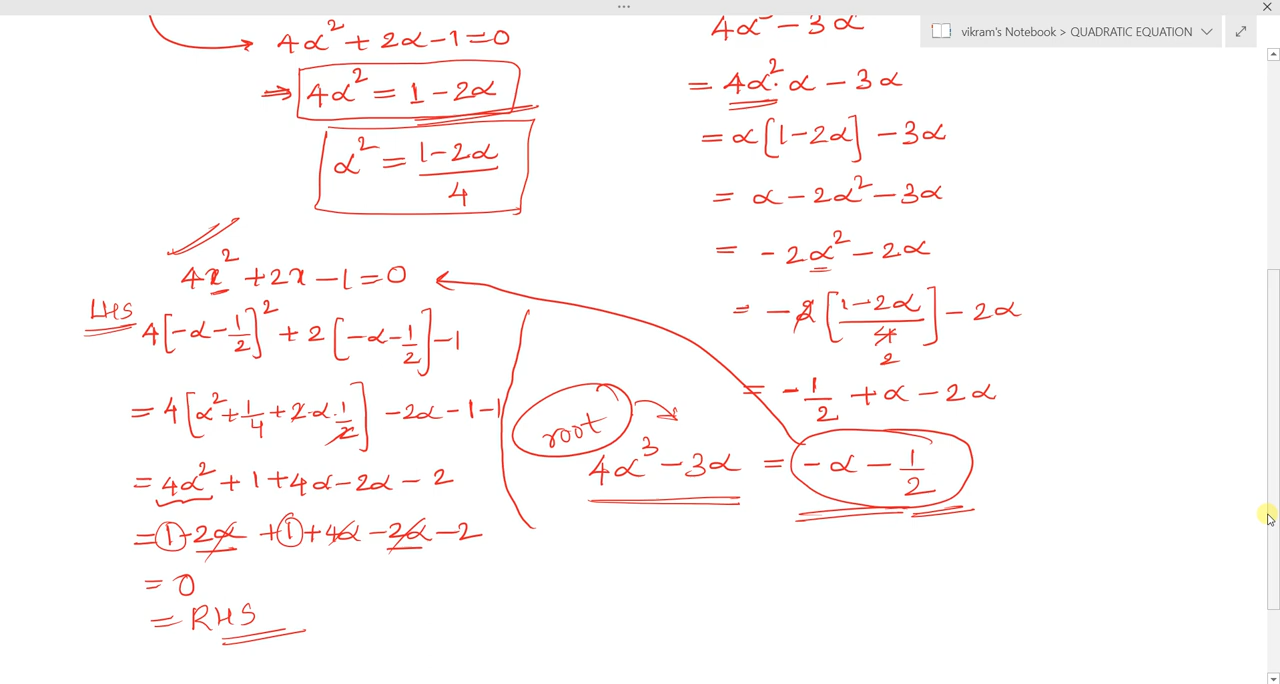 vikram's Notebook > QUADRATIC EQUATION
4α² + 2α - 1 = 0
⇒ 4α² = 1 - 2α
α² = (1 - 2α)/4
4x² + 2x - 1 = 0
LHS
4[-α - 1/2]² + 2[-α - 1/2] - 1
= 4[α² + 1/4 + 2·α·1/2] - 2α - 1 - 1
= 4α² + 1 + 4α - 2α - 2
= 1 - 2α + 1 + 4α - 2α - 2
= 0
= RHS
4α³ - 3α
= 4α²·α - 3α
= α[1 - 2α] - 3α
= α - 2α² - 3α
= -2α² - 2α
= -2[(1 - 2α)/4] - 2α
2
= -1/2 + α - 2α
root
4α³ - 3α = -α - 1/2